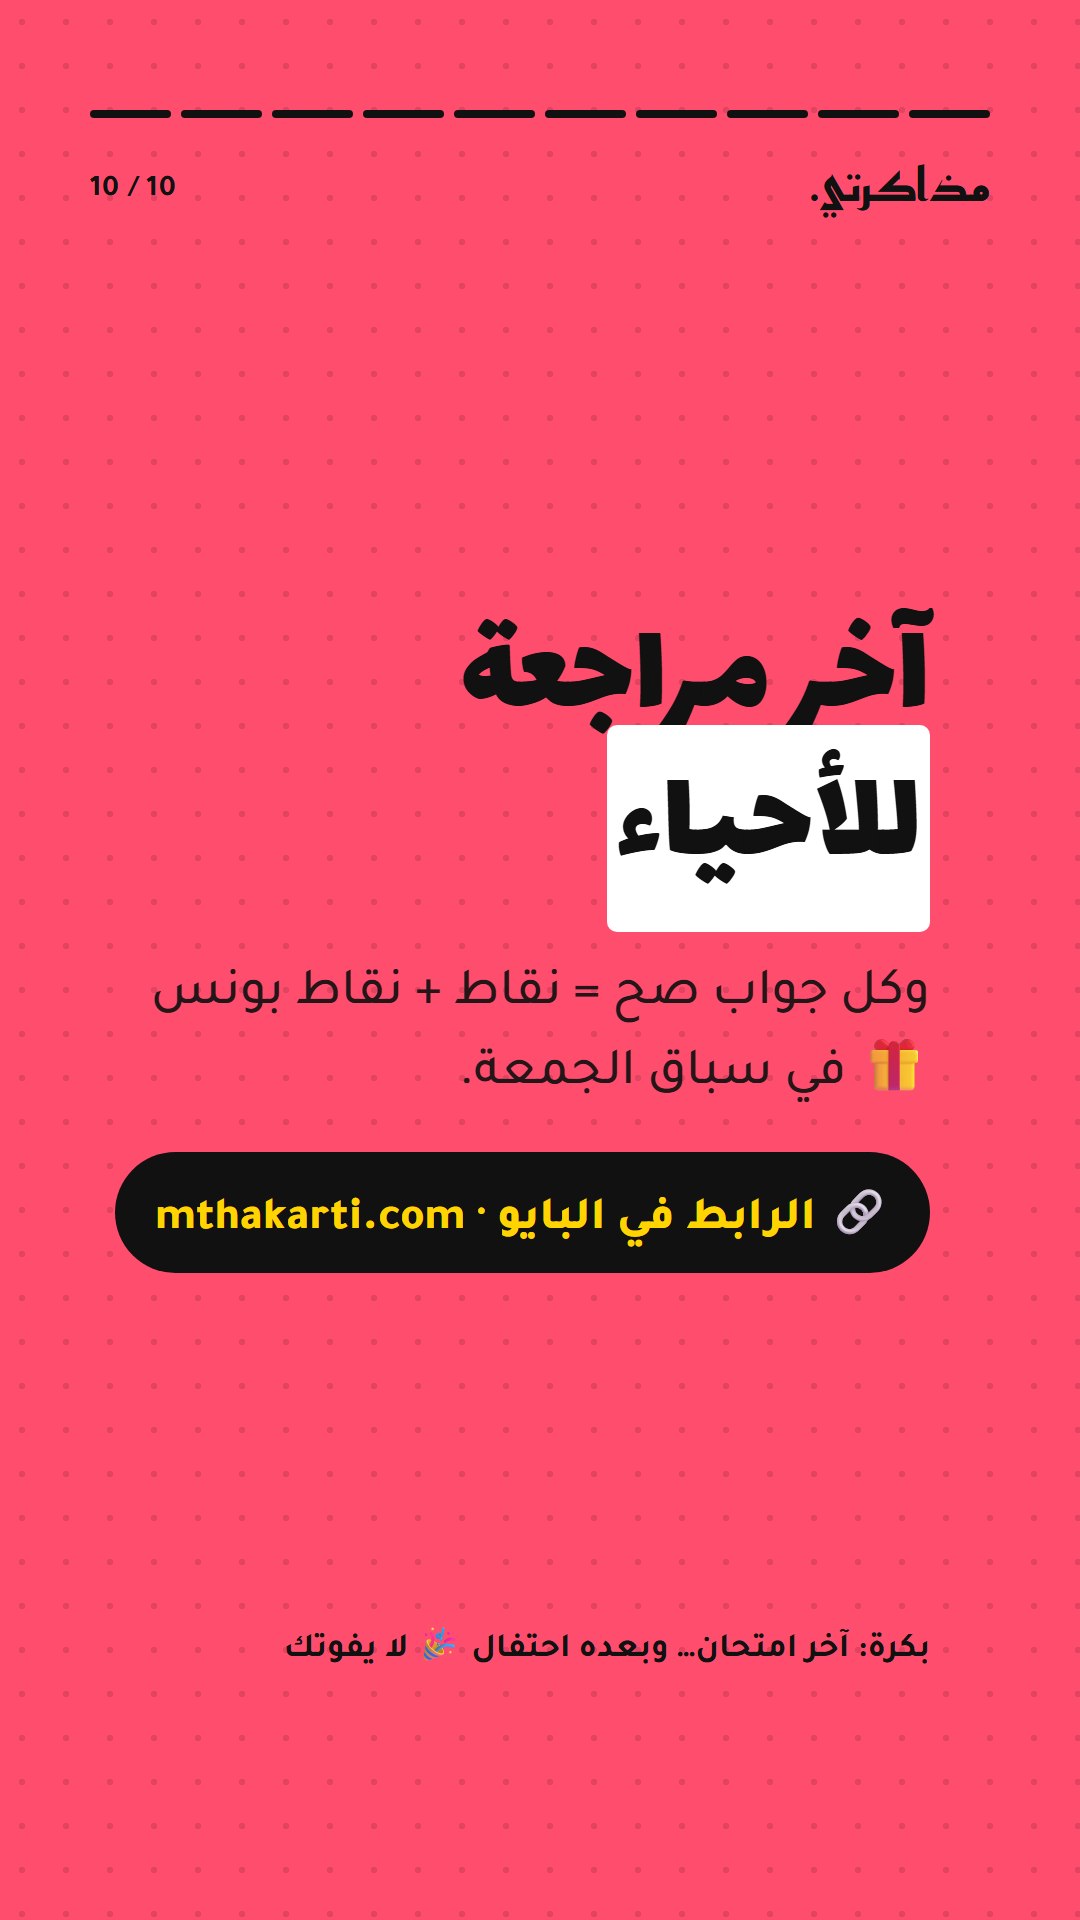 مذاكرتي.
10 / 10
آخر مراجعة
للأحياء
وكل جواب صح = نقاط + نقاط بونس
🎁 في سباق الجمعة.
🔗 الرابط في البايو · mthakarti.com
بكرة: آخر امتحان… وبعده احتفال 🎉 لا يفوتك